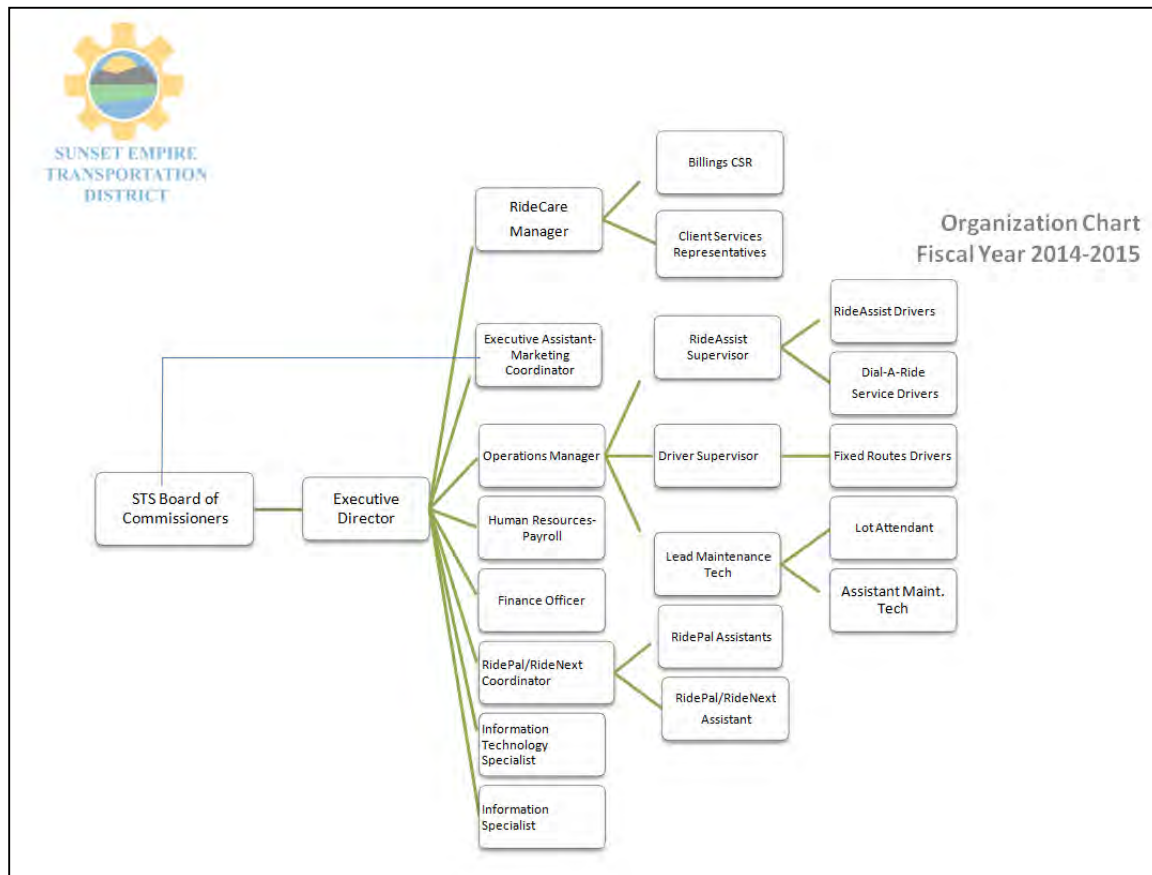 SUNSET EMPIRE
TRANSPORTATION
DISTRICT
Organization Chart
Fiscal Year 2014-2015
STS Board of
Commissioners
Executive
Director
RideCare
Manager
Billings CSR
Client Services
Representatives
Executive Assistant-
Marketing
Coordinator
Operations Manager
RideAssist
Supervisor
RideAssist Drivers
Dial-A-Ride
Service Drivers
Driver Supervisor
Fixed Routes Drivers
Lead Maintenance
Tech
Lot Attendant
Assistant Maint.
Tech
Human Resources-
Payroll
Finance Officer
RidePal/RideNext
Coordinator
RidePal Assistants
RidePal/RideNext
Assistant
Information
Technology
Specialist
Information
Specialist